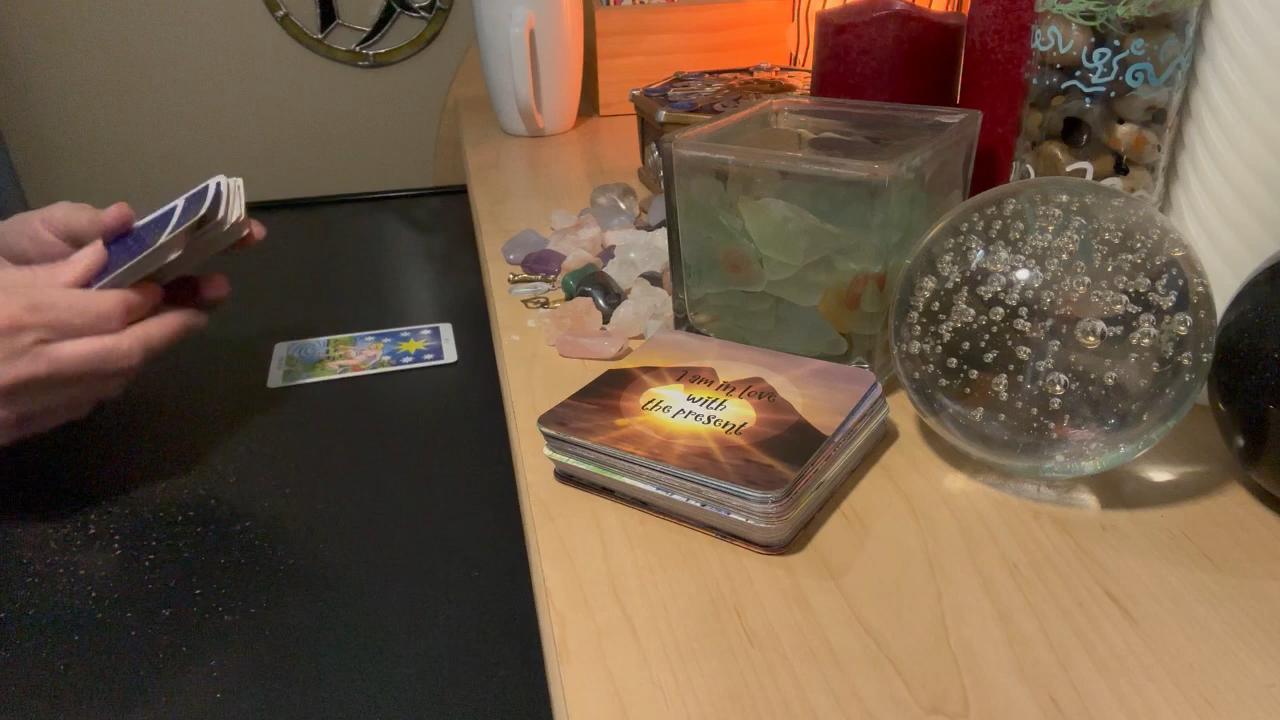 I am in love
with
the present